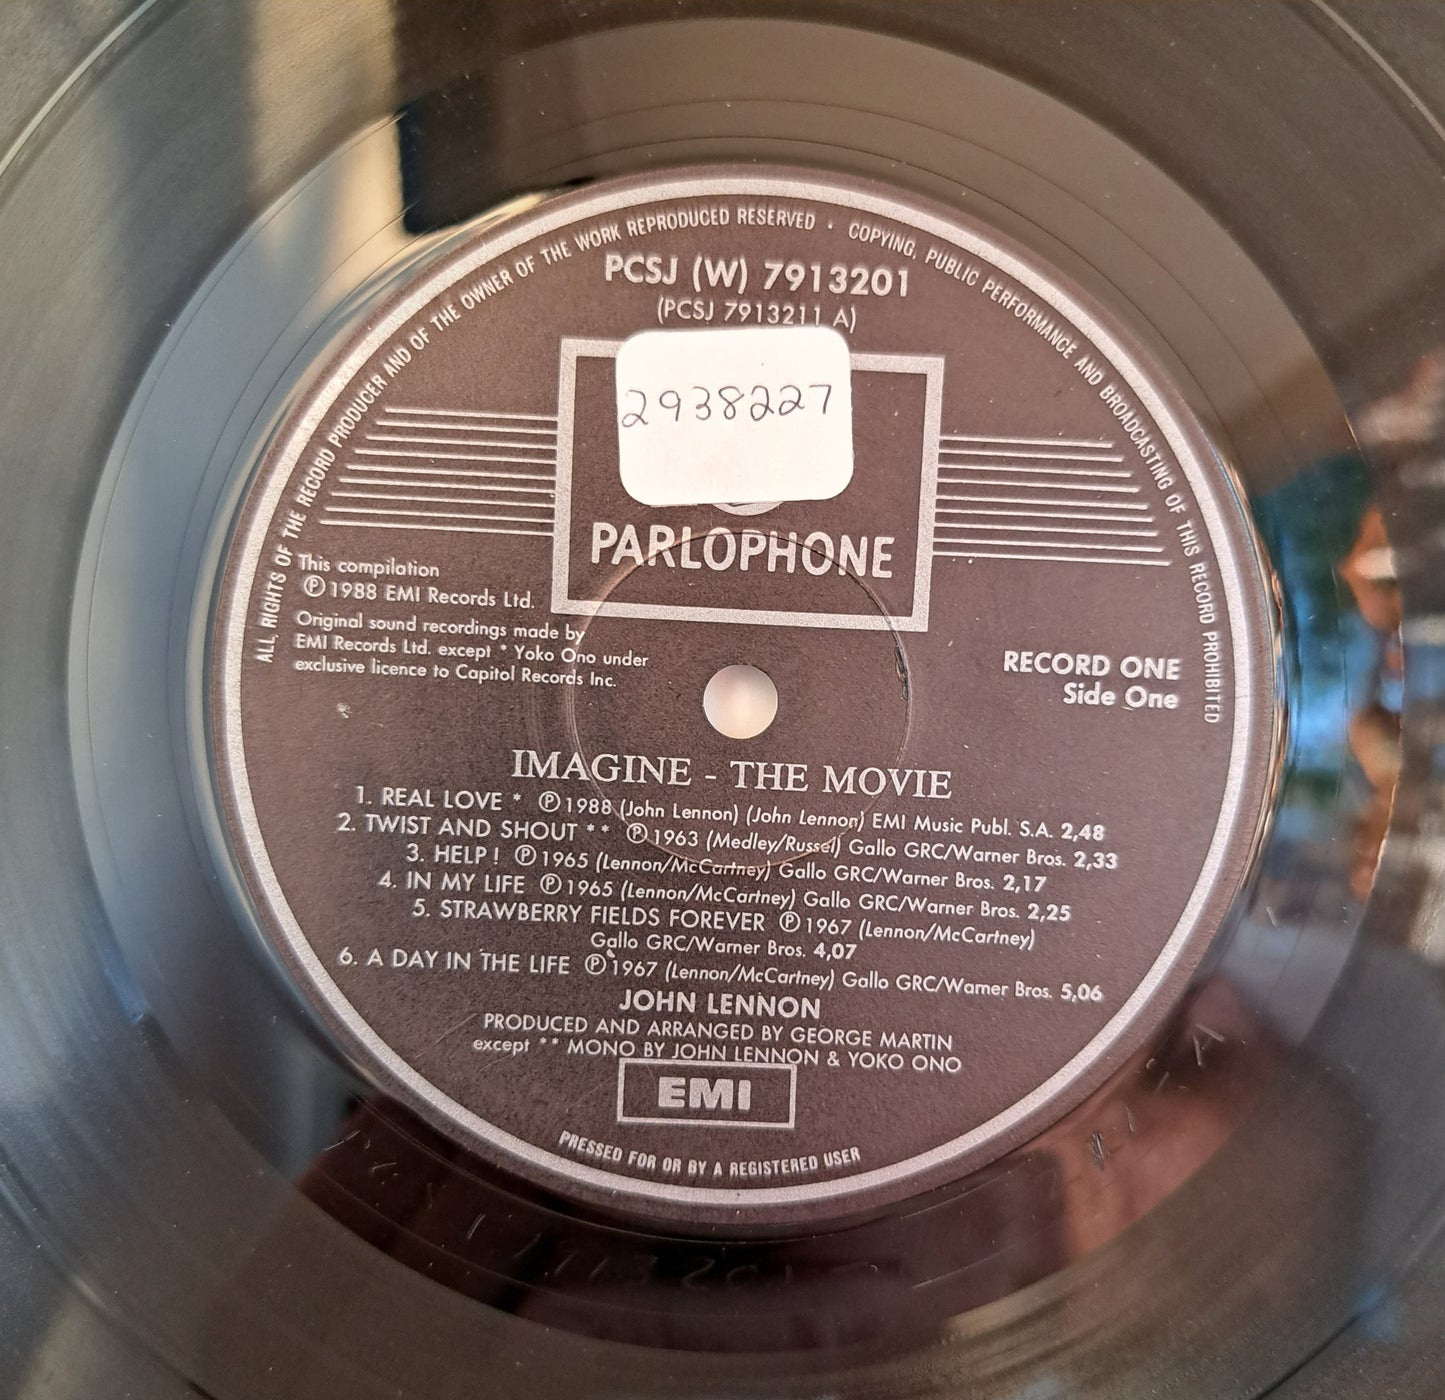 ALL RIGHTS OF THE RECORD PRODUCER AND OF THE OWNER OF THE WORK REPRODUCED RESERVED · COPYING, PUBLIC PERFORMANCE AND BROADCASTING OF THIS RECORD PROHIBITED
PCSJ (W) 7913201
(PCSJ 7913211 A)
2938227
PARLOPHONE
This compilation
℗ 1988 EMI Records Ltd.
Original sound recordings made by
EMI Records Ltd. except * Yoko Ono under
exclusive licence to Capitol Records Inc.
RECORD ONE
Side One
IMAGINE - THE MOVIE
1. REAL LOVE * ℗ 1988 (John Lennon) (John Lennon) EMI Music Publ. S.A. 2,48
2. TWIST AND SHOUT ** ℗ 1963 (Medley/Russel) Gallo GRC/Warner Bros. 2,33
3. HELP! ℗ 1965 (Lennon/McCartney) Gallo GRC/Warner Bros. 2,17
4. IN MY LIFE ℗ 1965 (Lennon/McCartney) Gallo GRC/Warner Bros. 2,25
5. STRAWBERRY FIELDS FOREVER ℗ 1967 (Lennon/McCartney)
Gallo GRC/Warner Bros. 4,07
6. A DAY IN THE LIFE ℗ 1967 (Lennon/McCartney) Gallo GRC/Warner Bros. 5,06
JOHN LENNON
PRODUCED AND ARRANGED BY GEORGE MARTIN
except ** MONO BY JOHN LENNON & YOKO ONO
EMI
PRESSED FOR OR BY A REGISTERED USER